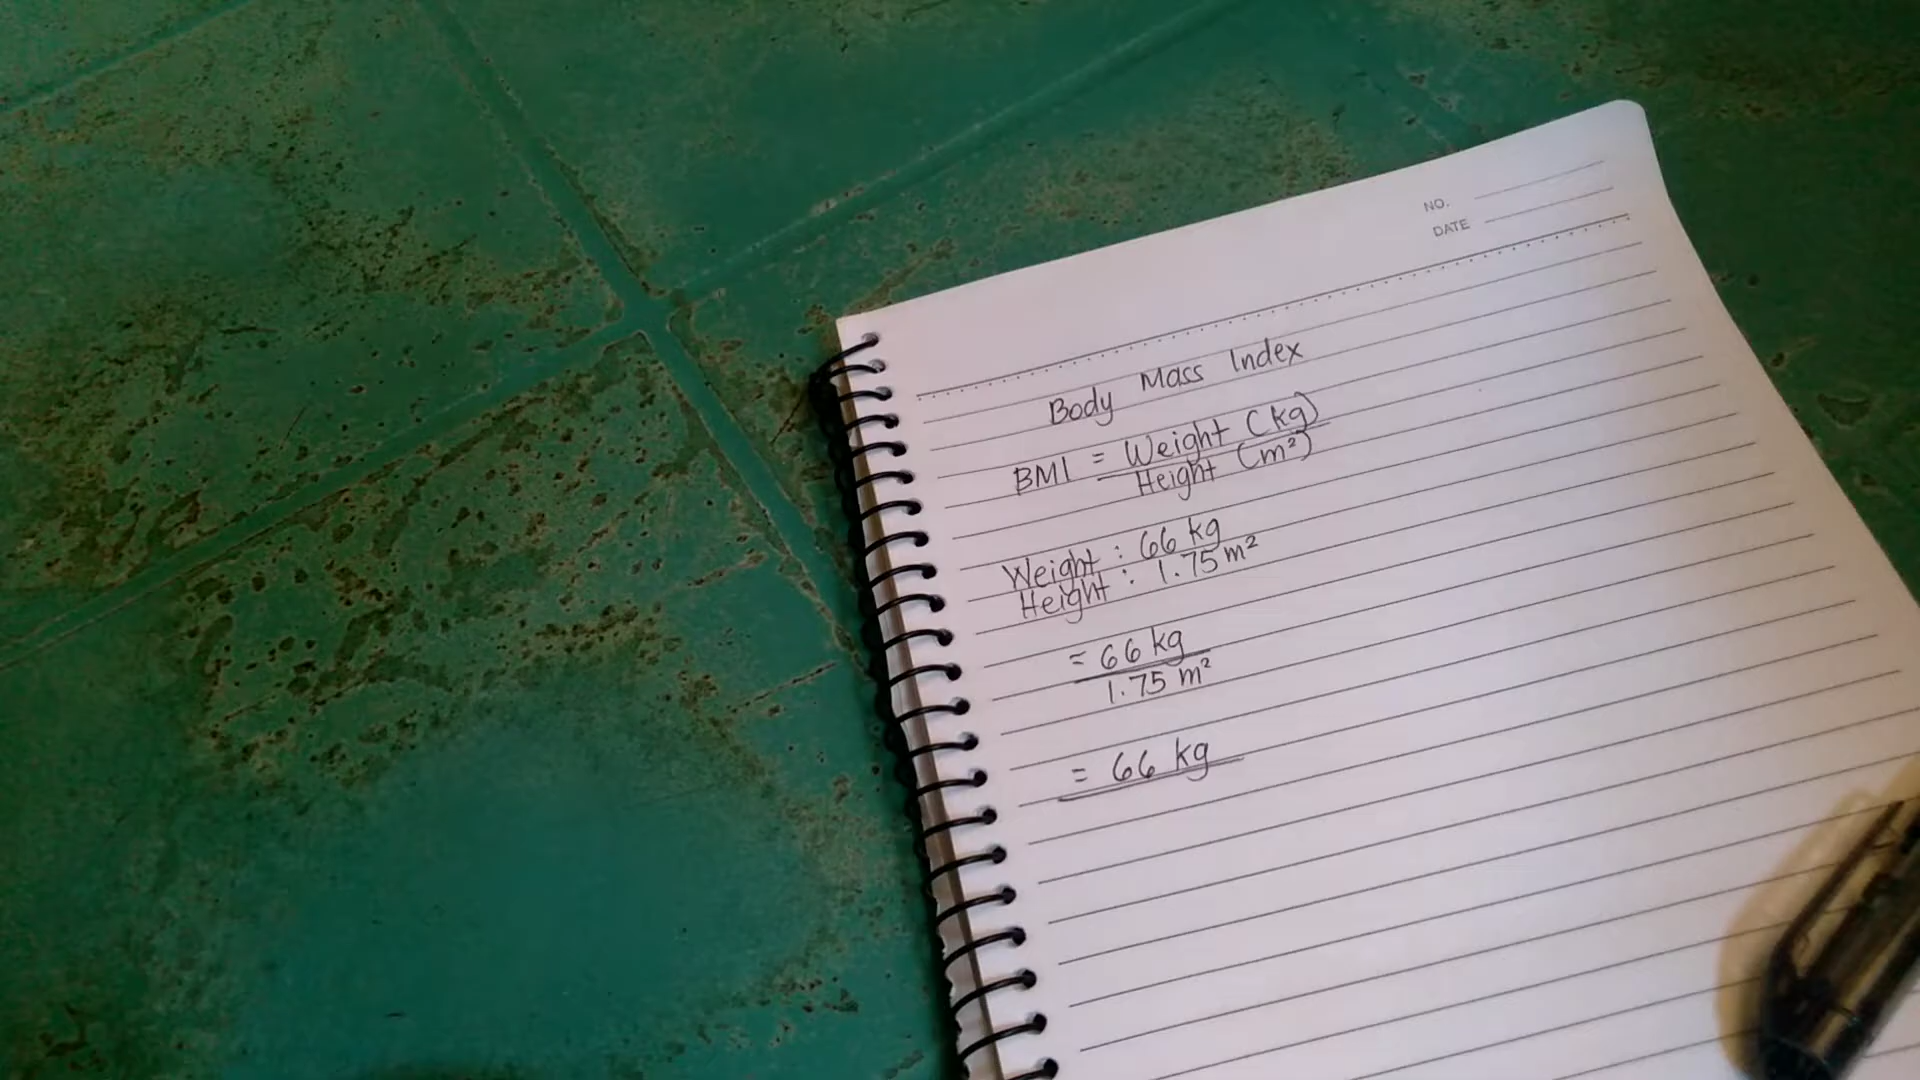 NO.
DATE
Body Mass Index
BMI = Weight (kg)
Height (m²)
Weight : 66 kg
Height : 1.75 m²
= 66 kg
1.75 m²
= 66 kg